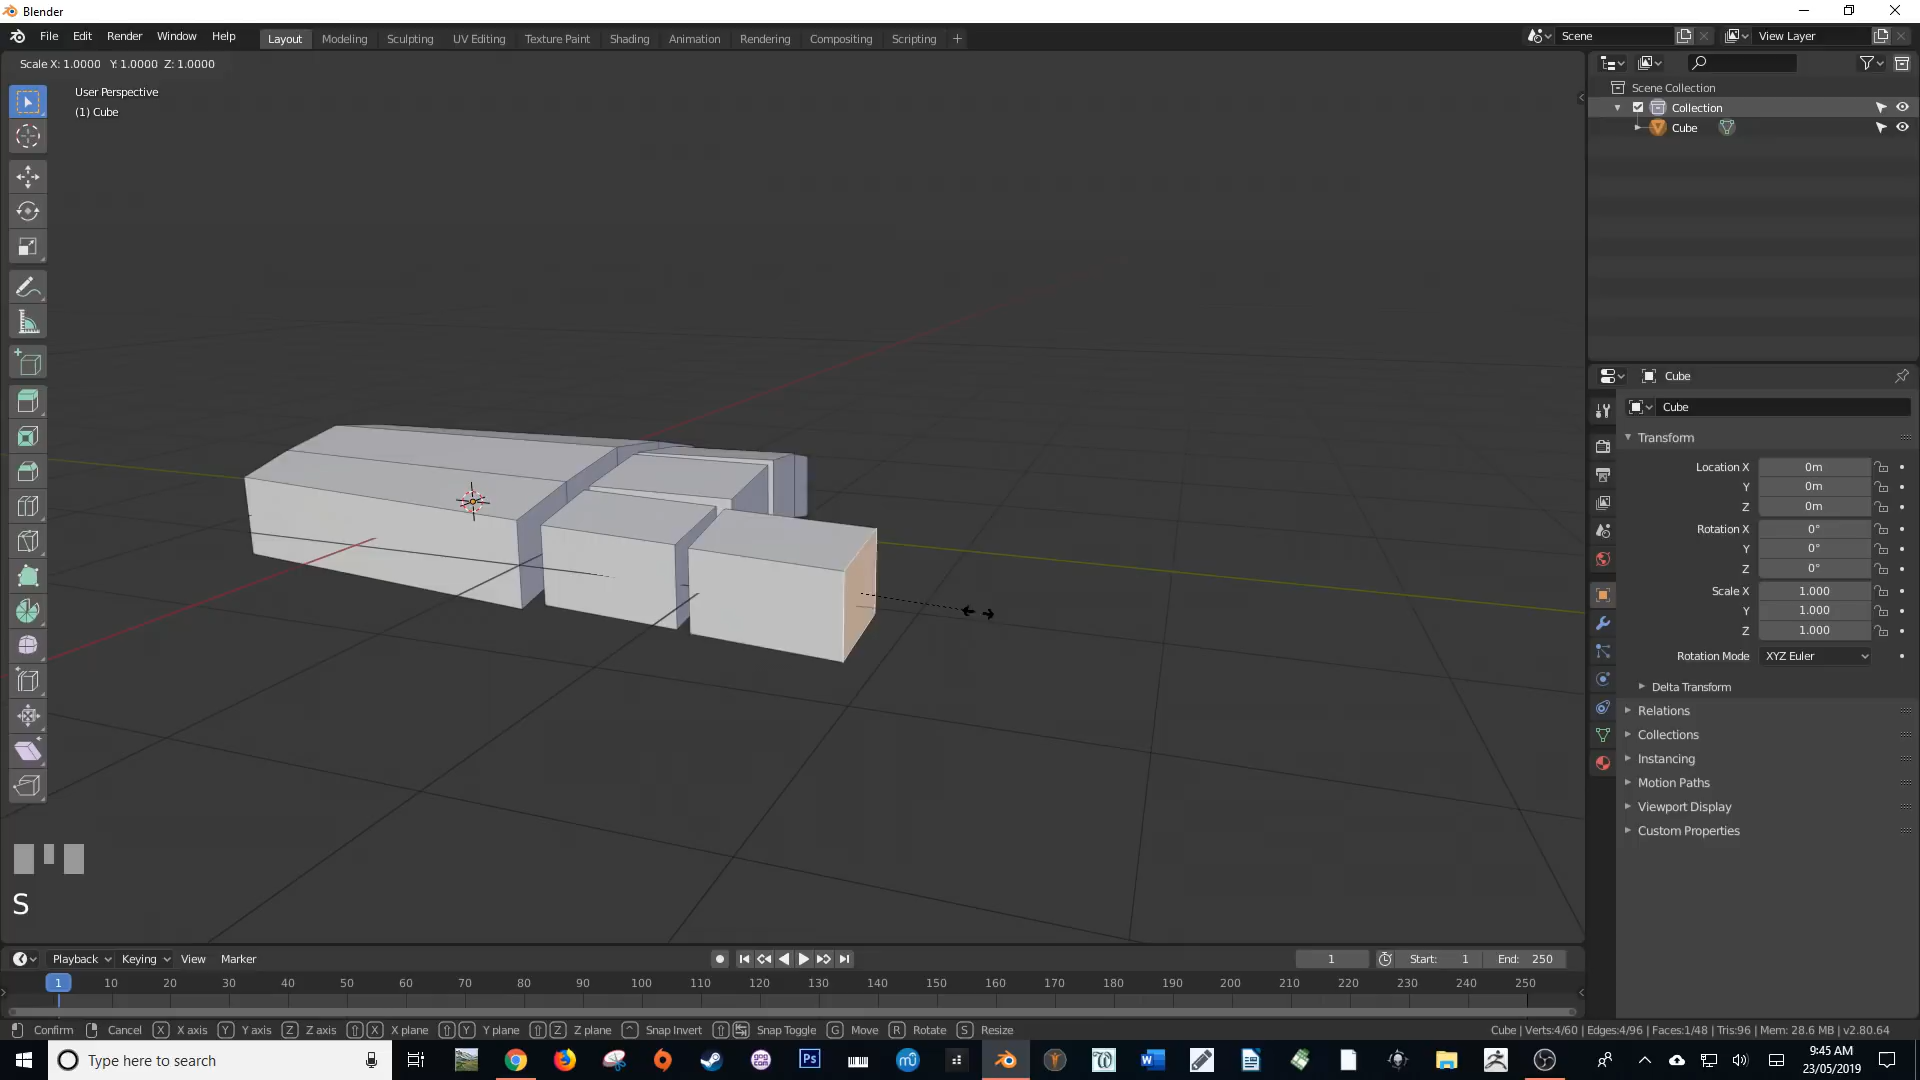 Blender
File Edit Render Window Help
Layout Modeling Sculpting UV Editing Texture Paint Shading Animation Rendering Compositing Scripting +
Scene
View Layer
Scale X: 1.0000 Y: 1.0000 Z: 1.0000
User Perspective
(1) Cube
Scene Collection
Collection
Cube
Cube
Cube
Transform
Location X 0m
Y 0m
Z 0m
Rotation X 0°
Y 0°
Z 0°
Scale X 1.000
Y 1.000
Z 1.000
Rotation Mode XYZ Euler
Delta Transform
Relations
Collections
Instancing
Motion Paths
Viewport Display
Custom Properties
S
Playback Keying View Marker
1 Start: 1 End: 250
1 10 20 30 40 50 60 70 80 90 100 110 120 130 140 150 160 170 180 190 200 210 220 230 240 250
Confirm Cancel X X axis Y Y axis Z Z axis X X plane Y Y plane Z Z plane ^ Snap Invert Snap Toggle G Move R Rotate S Resize
Cube | Verts:4/60 | Edges:4/96 | Faces:1/48 | Tris:96 | Mem: 28.6 MB | v2.80.64
Type here to search
Ps
9:45 AM
23/05/2019